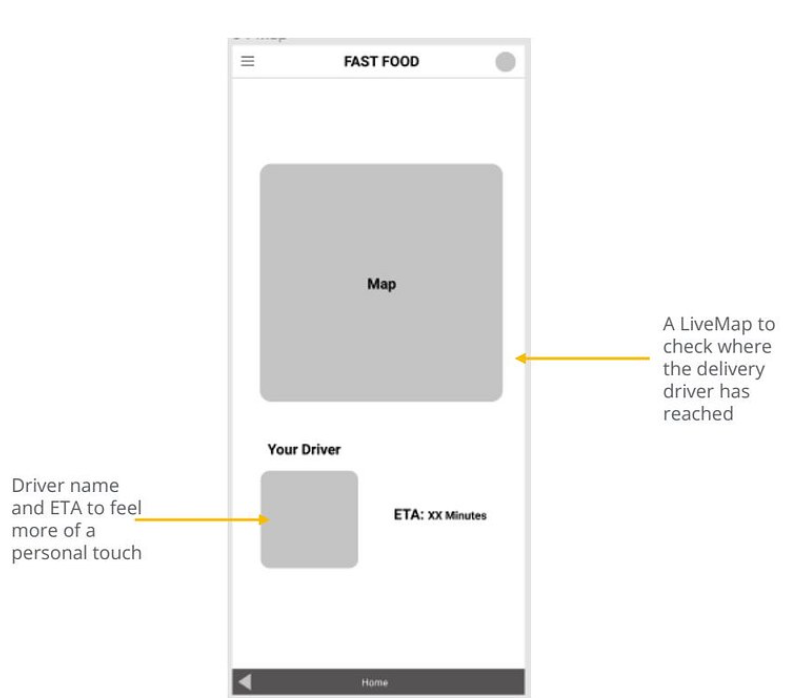 FAST FOOD
Map
A LiveMap to
check where
the delivery
driver has
reached
Your Driver
Driver name
and ETA to feel
more of a
personal touch
ETA: XX Minutes
Home